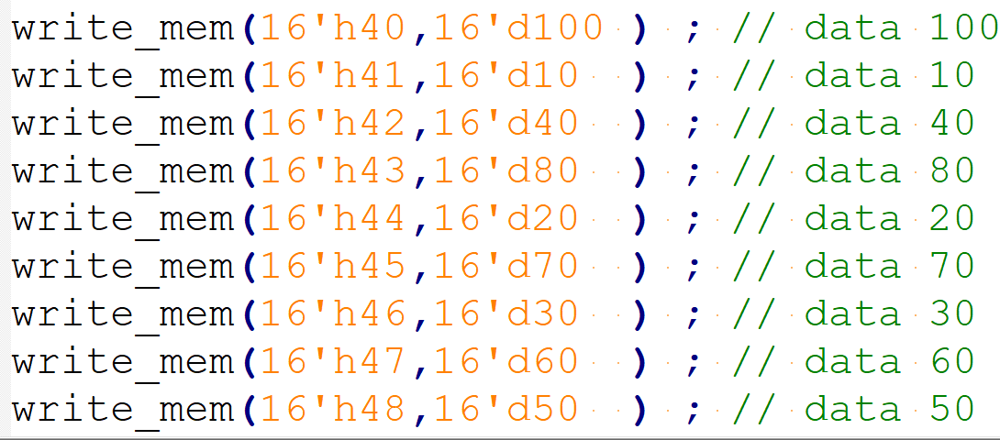 write_mem(16'h40,16'd100 ) ; // data 100
write_mem(16'h41,16'd10  ) ; // data 10
write_mem(16'h42,16'd40  ) ; // data 40
write_mem(16'h43,16'd80  ) ; // data 80
write_mem(16'h44,16'd20  ) ; // data 20
write_mem(16'h45,16'd70  ) ; // data 70
write_mem(16'h46,16'd30  ) ; // data 30
write_mem(16'h47,16'd60  ) ; // data 60
write_mem(16'h48,16'd50  ) ; // data 50